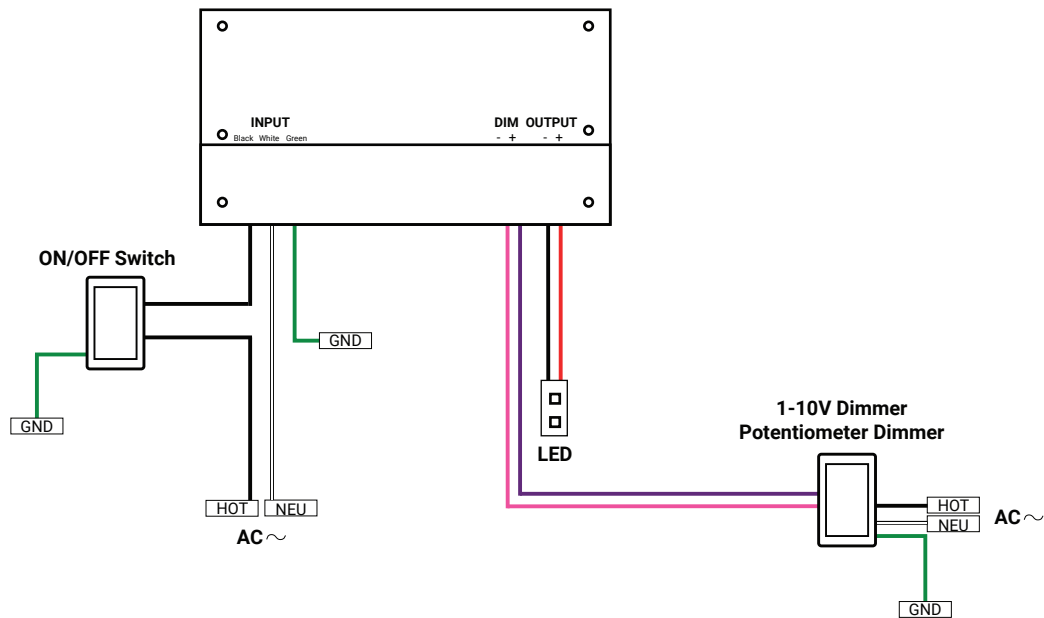 INPUT
Black White Green
DIM OUTPUT
- + - +
ON/OFF Switch
GND
GND
LED
1-10V Dimmer
Potentiometer Dimmer
HOT NEU
AC ~
HOT
NEU
AC ~
GND